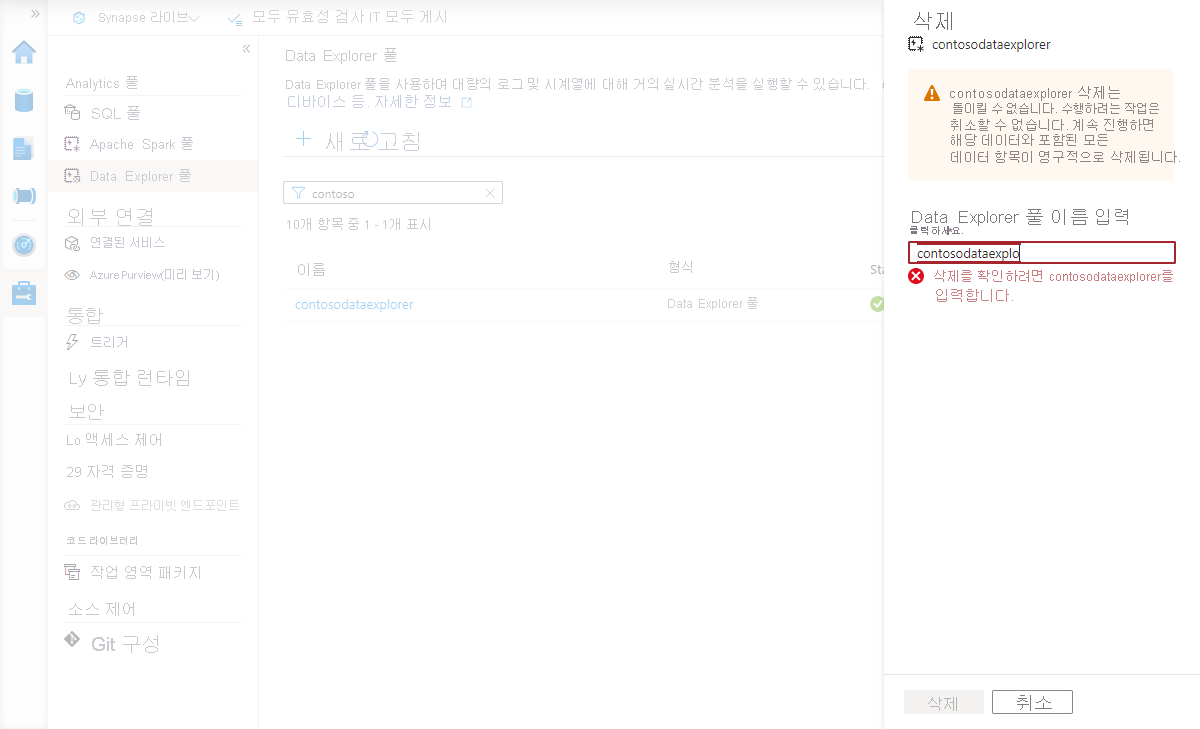 Synapse 라이브
모두 유효성 검사 IT 모두 게시
Analytics 풀
SQL 풀
Apache Spark 풀
Data Explorer 풀
외부 연결
연결된 서비스
Azure Purview(미리 보기)
통합
트리거
Ly 통합 런타임
보안
Lo 액세스 제어
29 자격 증명
관리형 프라이빗 엔드포인트
코드 라이브러리
작업 영역 패키지
소스 제어
Git 구성
Data Explorer 풀
Data Explorer 풀을 사용하여 대량의 로그 및 시계열에 대해 거의 실시간 분석을 실행할 수 있습니다.
디바이스 등. 자세한 정보
새로 고침
contoso
10개 항목 중 1 - 1개 표시
이름
형식
Sta
contosodataexplorer
Data Explorer 풀
삭제
contosodataexplorer
contosodataexplorer 삭제는
돌이킬 수 없습니다. 수행하려는 작업은
취소할 수 없습니다. 계속 진행하면
해당 데이터와 포함된 모든
데이터 항목이 영구적으로 삭제됩니다.
Data Explorer 풀 이름 입력
클릭하세요.
contosodataexplo
삭제를 확인하려면 contosodataexplorer를
입력합니다.
삭제
취소